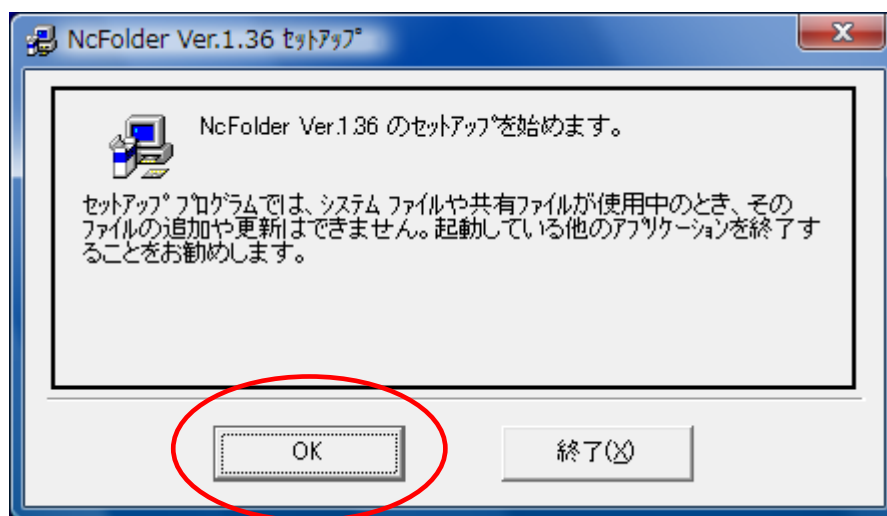 NcFolder Ver.1.36 ｾｯﾄｱｯﾌﾟ
NcFolder Ver.1.36 のｾｯﾄｱｯﾌﾟを始めます。
ｾｯﾄｱｯﾌﾟ ﾌﾟﾛｸﾞﾗﾑでは、ｼｽﾃﾑ ﾌｧｲﾙや共有ﾌｧｲﾙが使用中のとき、その
ﾌｧｲﾙの追加や更新はできません。起動している他のｱﾌﾟﾘｹｰｼｮﾝを終了す
ることをお勧めします。
OK
終了(X)